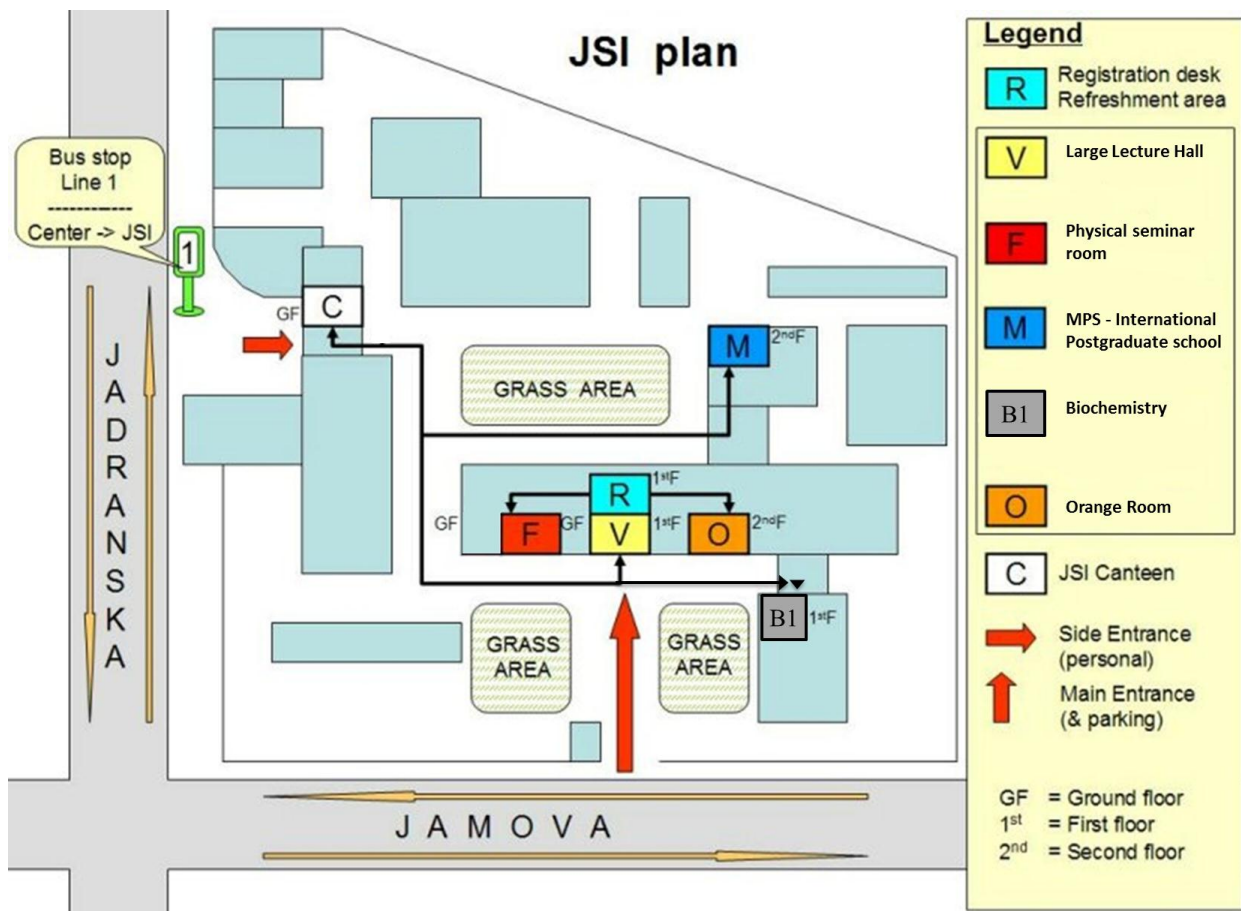 JSI plan
Bus stop
Line 1
------------
Center -> JSI
1
GF
C
M
2ndF
GRASS AREA
R
1stF
GF
F
GF
V
1stF
O
2ndF
B1
1stF
GRASS
AREA
GRASS
AREA
JADRANSKA
JAMOVA
Legend
R
Registration desk
Refreshment area
V
Large Lecture Hall
F
Physical seminar
room
M
MPS - International
Postgraduate school
B1
Biochemistry
O
Orange Room
C
JSI Canteen
Side Entrance
(personal)
Main Entrance
(& parking)
GF = Ground floor
1st = First floor
2nd = Second floor